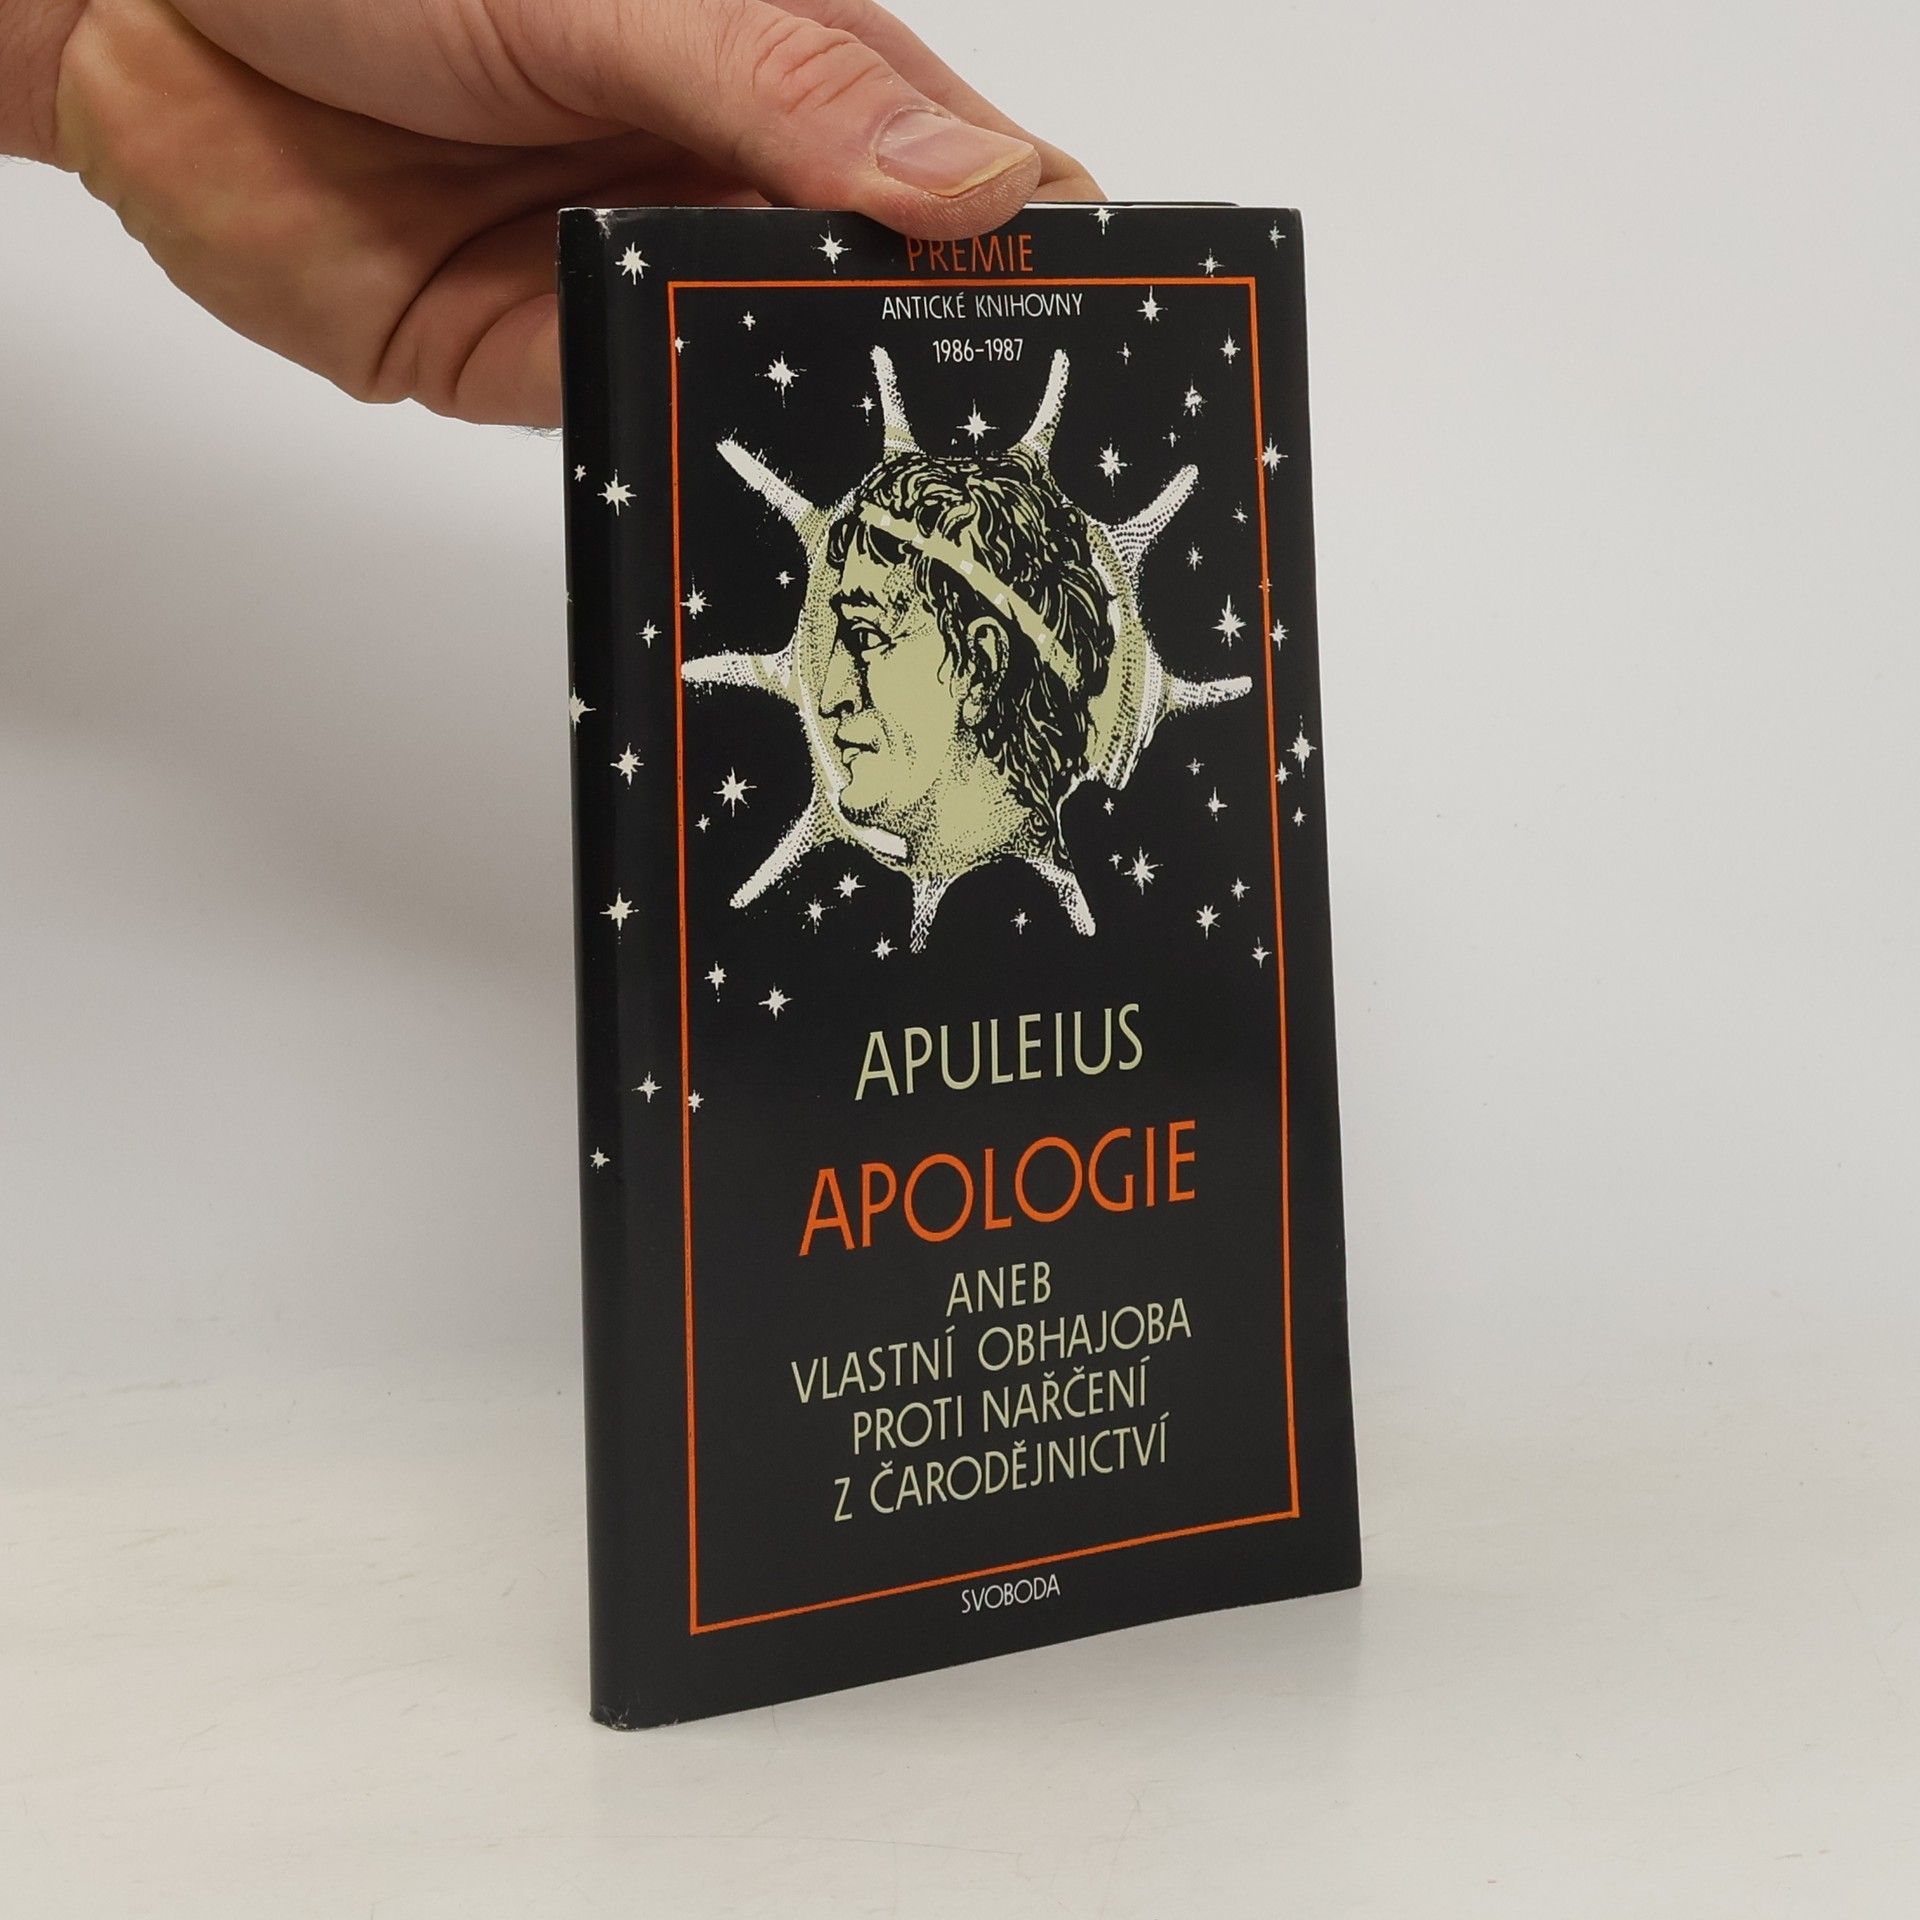 PREMIE
ANTICKÉ KNIHOVNY
1986-1987
APULEIUS
APOLOGIE
ANEB
VLASTNÍ OBHAJOBA
PROTI NAŘČENÍ
Z ČARODĚJNICTVÍ
SVOBODA